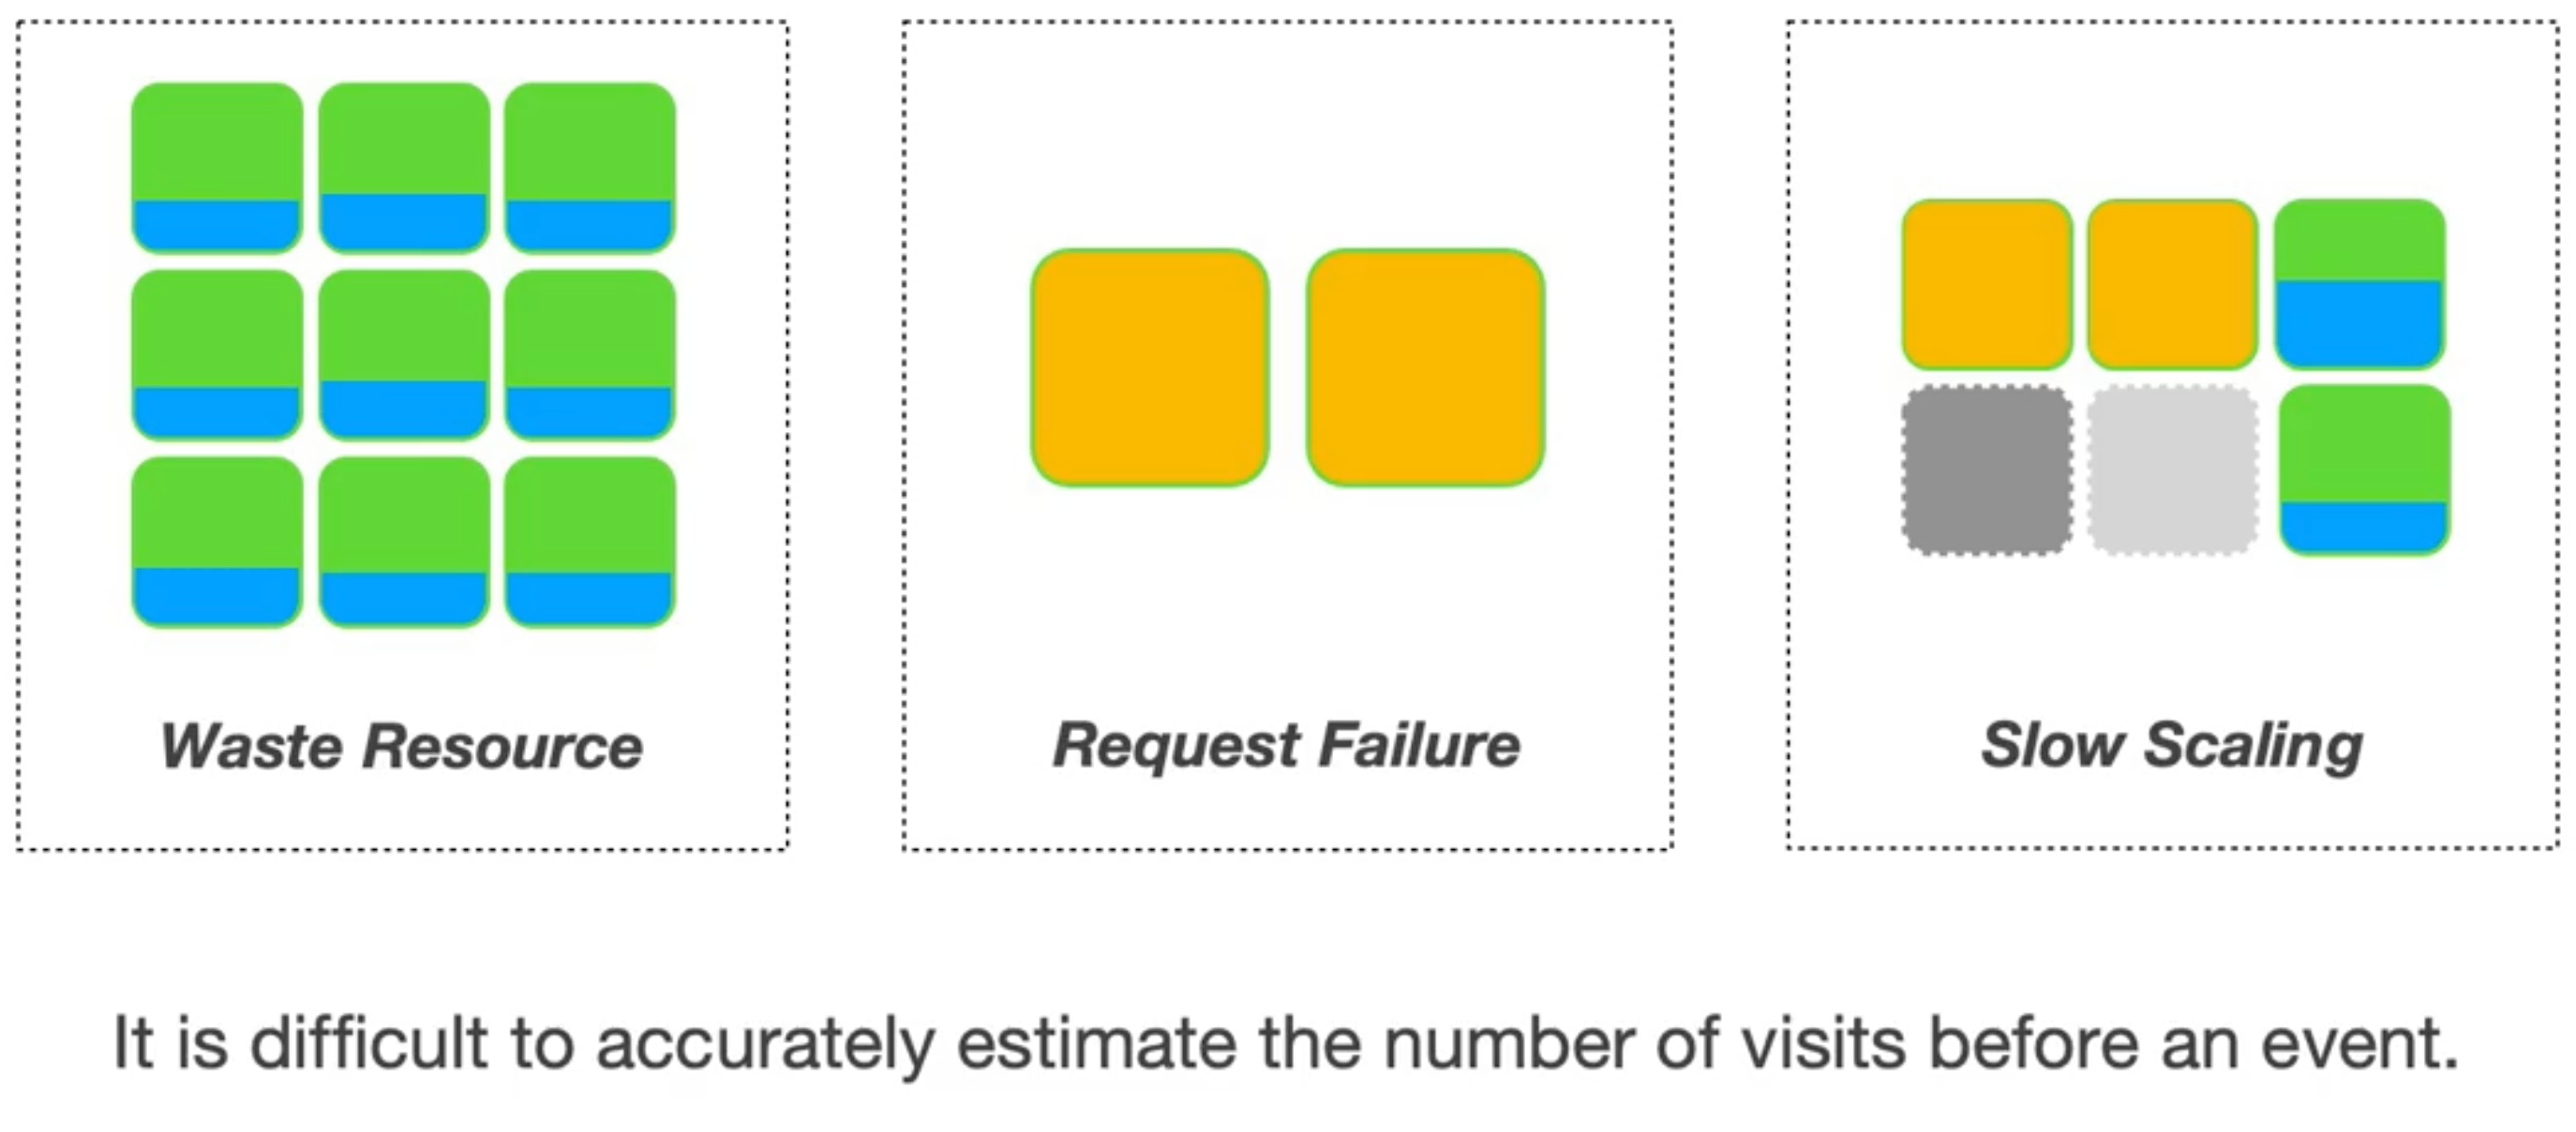 Waste Resource
Request Failure
Slow Scaling
It is difficult to accurately estimate the number of visits before an event.